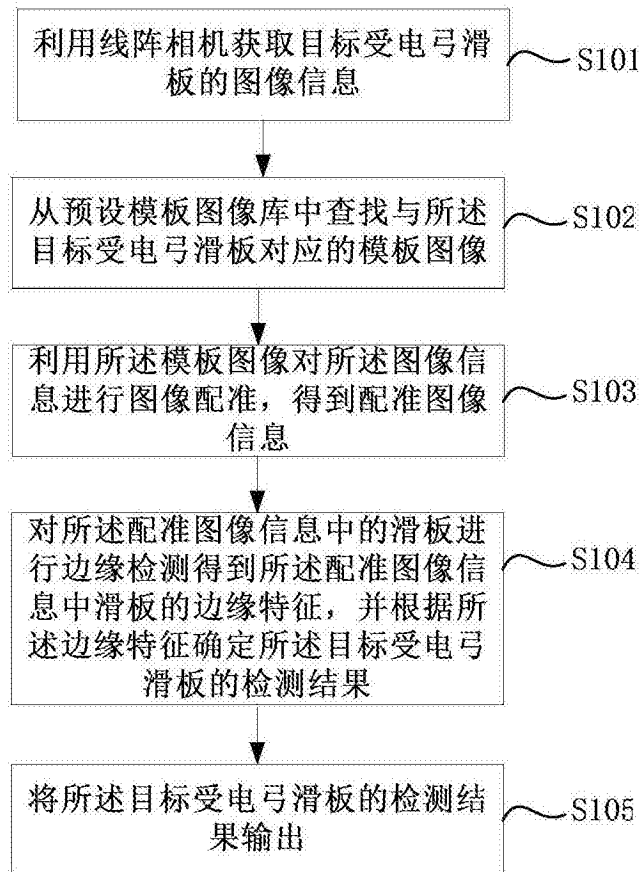 利用线阵相机获取目标受电弓滑
板的图像信息
S101
从预设模板图像库中查找与所述
目标受电弓滑板对应的模板图像
S102
利用所述模板图像对所述图像信
息进行图像配准，得到配准图像
信息
S103
对所述配准图像信息中的滑板进
行边缘检测得到所述配准图像信
息中滑板的边缘特征，并根据所
述边缘特征确定所述目标受电弓
滑板的检测结果
S104
将所述目标受电弓滑板的检测结
果输出
S105